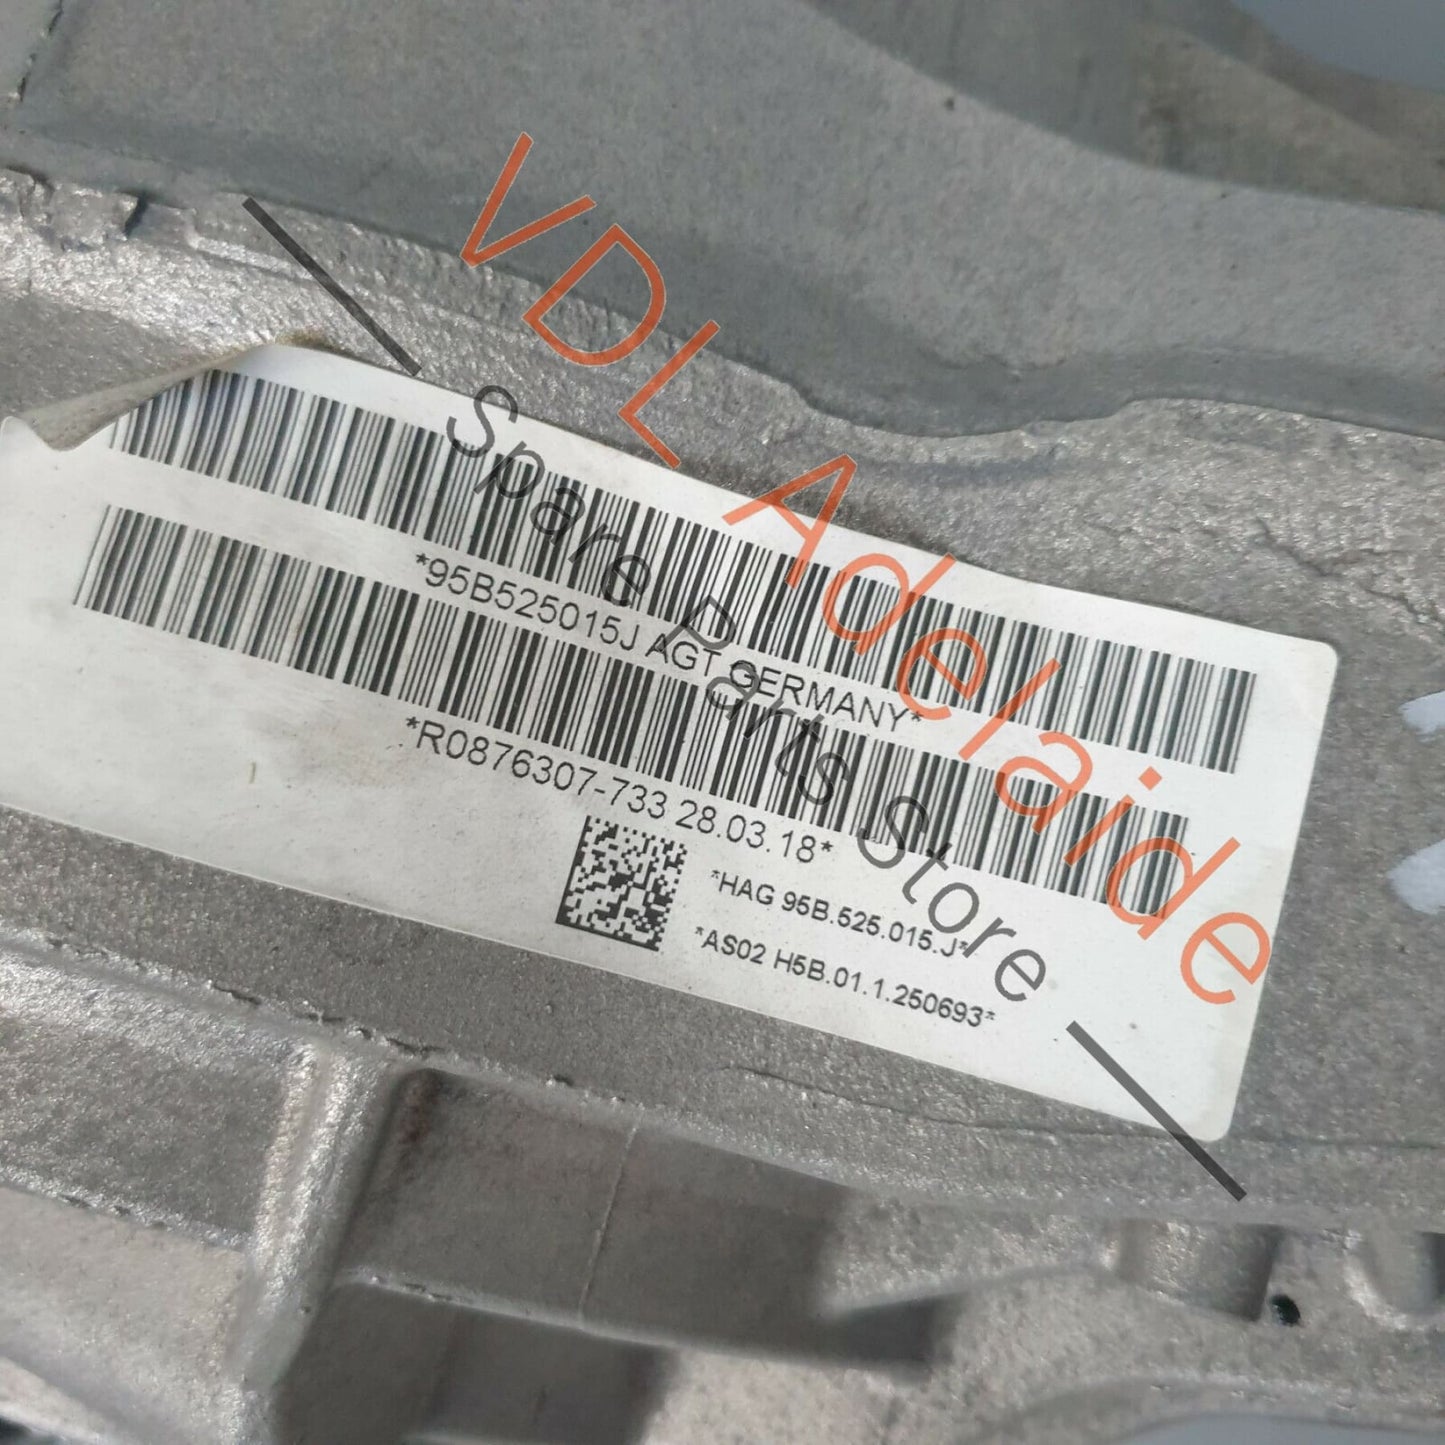 *95B525015J AGT GERMANY*
*R0876307-733 28.03.18*
*HAG 95B.525.015.J*
*AS02 H5B.01.1.250693*
VDL Adelaide
Spare Parts Store